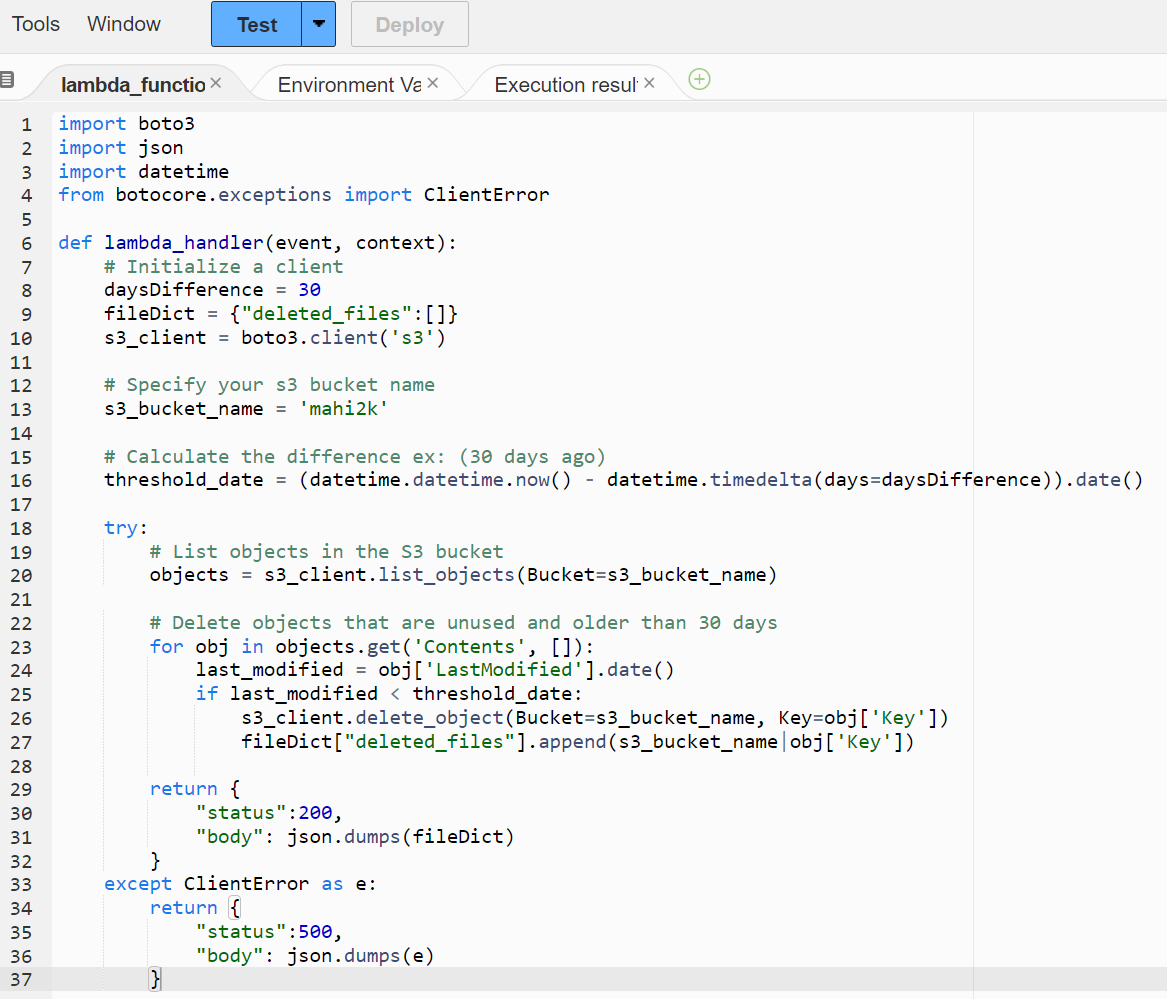 Tools Window Test Deploy
lambda_functio Environment Va Execution resul
1 import boto3
2 import json
3 import datetime
4 from botocore.exceptions import ClientError
5
6 def lambda_handler(event, context):
7     # Initialize a client
8     daysDifference = 30
9     fileDict = {"deleted_files":[]}
10     s3_client = boto3.client('s3')
11
12     # Specify your s3 bucket name
13     s3_bucket_name = 'mahi2k'
14
15     # Calculate the difference ex: (30 days ago)
16     threshold_date = (datetime.datetime.now() - datetime.timedelta(days=daysDifference)).date()
17
18     try:
19         # List objects in the S3 bucket
20         objects = s3_client.list_objects(Bucket=s3_bucket_name)
21
22         # Delete objects that are unused and older than 30 days
23         for obj in objects.get('Contents', []):
24             last_modified = obj['LastModified'].date()
25             if last_modified < threshold_date:
26                 s3_client.delete_object(Bucket=s3_bucket_name, Key=obj['Key'])
27                 fileDict["deleted_files"].append(s3_bucket_name|obj['Key'])
28
29         return {
30             "status":200,
31             "body": json.dumps(fileDict)
32         }
33     except ClientError as e:
34         return {
35             "status":500,
36             "body": json.dumps(e)
37         }